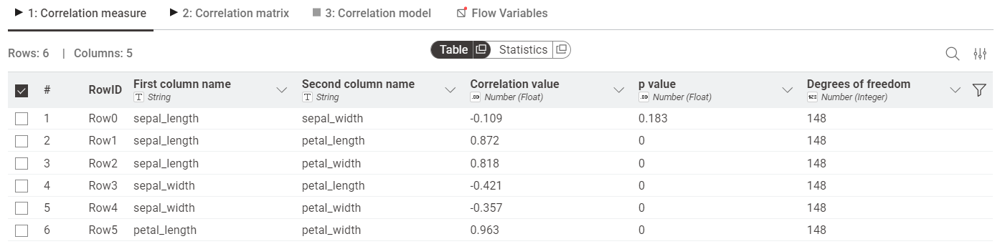 1: Correlation measure 2: Correlation matrix 3: Correlation model Flow Variables
Rows: 6 | Columns: 5 Table Statistics
# RowID First column name Second column name Correlation value p value Degrees of freedom
T String T String .00 Number (Float) .00 Number (Float) 123 Number (Integer)
1 Row0 sepal_length sepal_width -0.109 0.183 148
2 Row1 sepal_length petal_length 0.872 0 148
3 Row2 sepal_length petal_width 0.818 0 148
4 Row3 sepal_width petal_length -0.421 0 148
5 Row4 sepal_width petal_width -0.357 0 148
6 Row5 petal_length petal_width 0.963 0 148